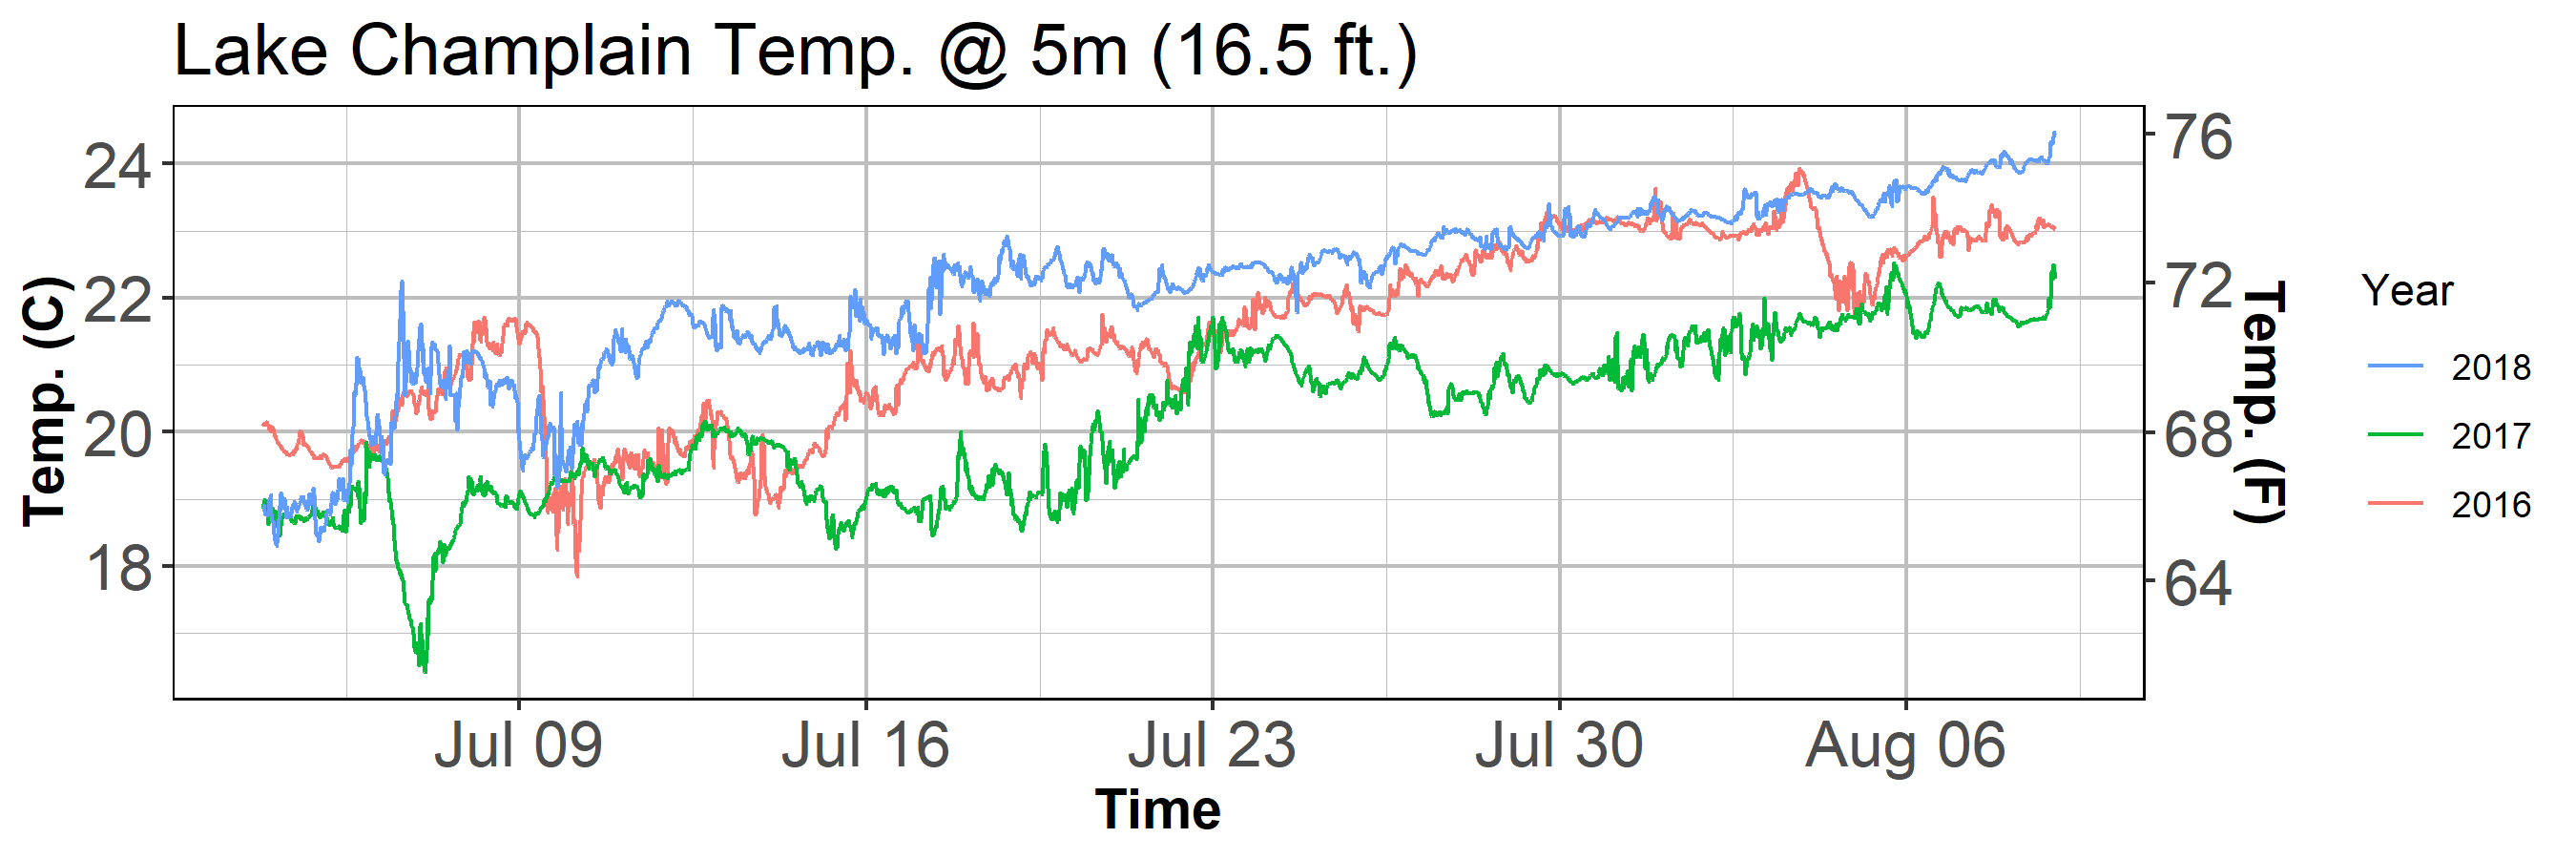 Lake Champlain Temp. @ 5m (16.5 ft.)
Temp. (C)
24
22
20
18
76
72
68
64
Temp. (F)
Jul 09 Jul 16 Jul 23 Jul 30 Aug 06
Time
Year
2018
2017
2016